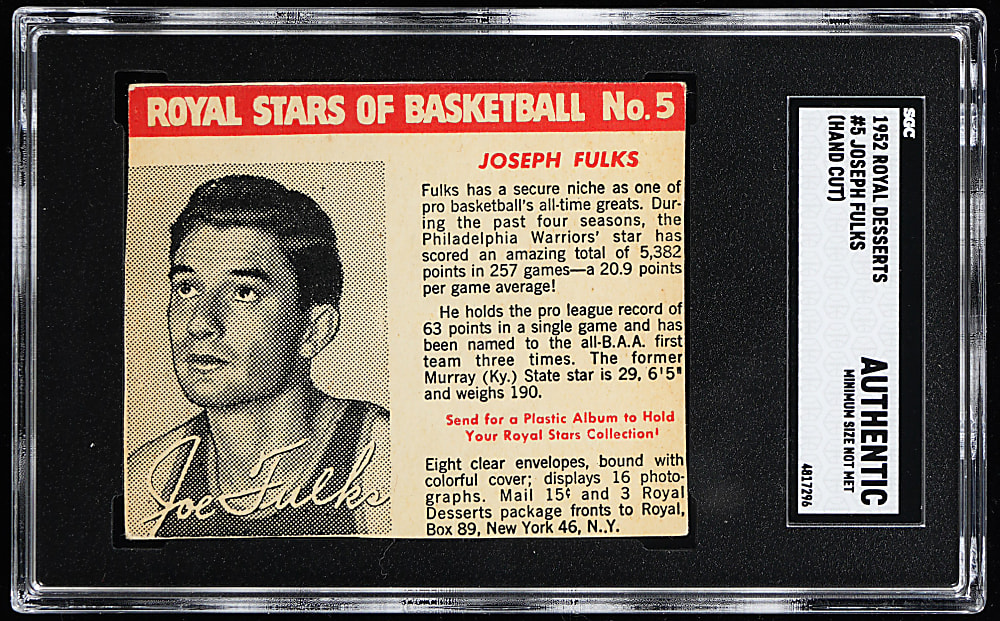 ROYAL STARS OF BASKETBALL No. 5
JOSEPH FULKS
Fulks has a secure niche as one of
pro basketball's all-time greats. Dur-
ing the past four seasons, the
Philadelphia Warriors' star has
scored an amazing total of 5,382
points in 257 games—a 20.9 points
per game average!
He holds the pro league record of
63 points in a single game and has
been named to the all-B.A.A. first
team three times. The former
Murray (Ky.) State star is 29, 6'5"
and weighs 190.
Send for a Plastic Album to Hold
Your Royal Stars Collection!
Eight clear envelopes, bound with
colorful cover; displays 16 photo-
graphs. Mail 15¢ and 3 Royal
Desserts package fronts to Royal,
Box 89, New York 46, N.Y.
Joe Fulks
SGC
1952 ROYAL DESSERTS
#5 JOSEPH FULKS
(HAND CUT)
AUTHENTIC
MINIMUM SIZE NOT MET
4817296